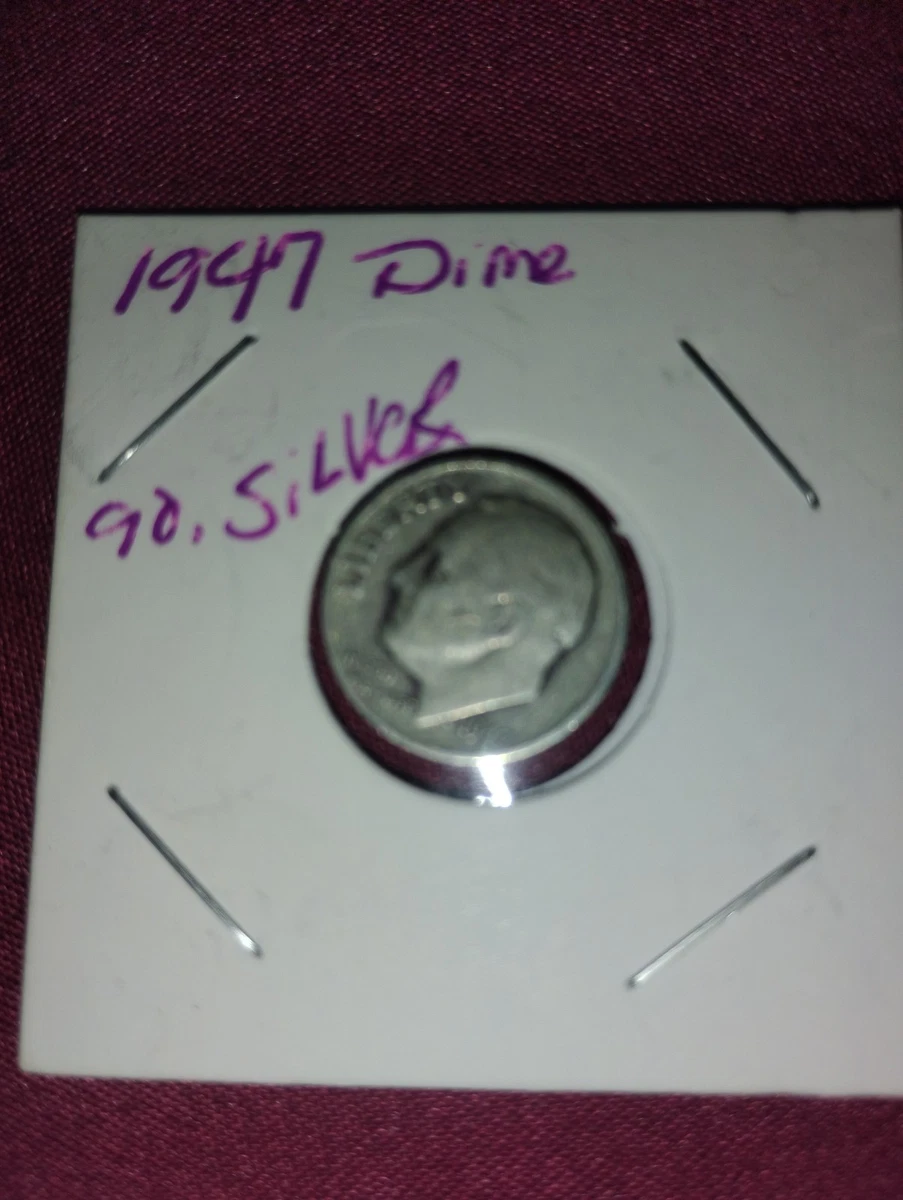 1947 Dime
90. SiLVER